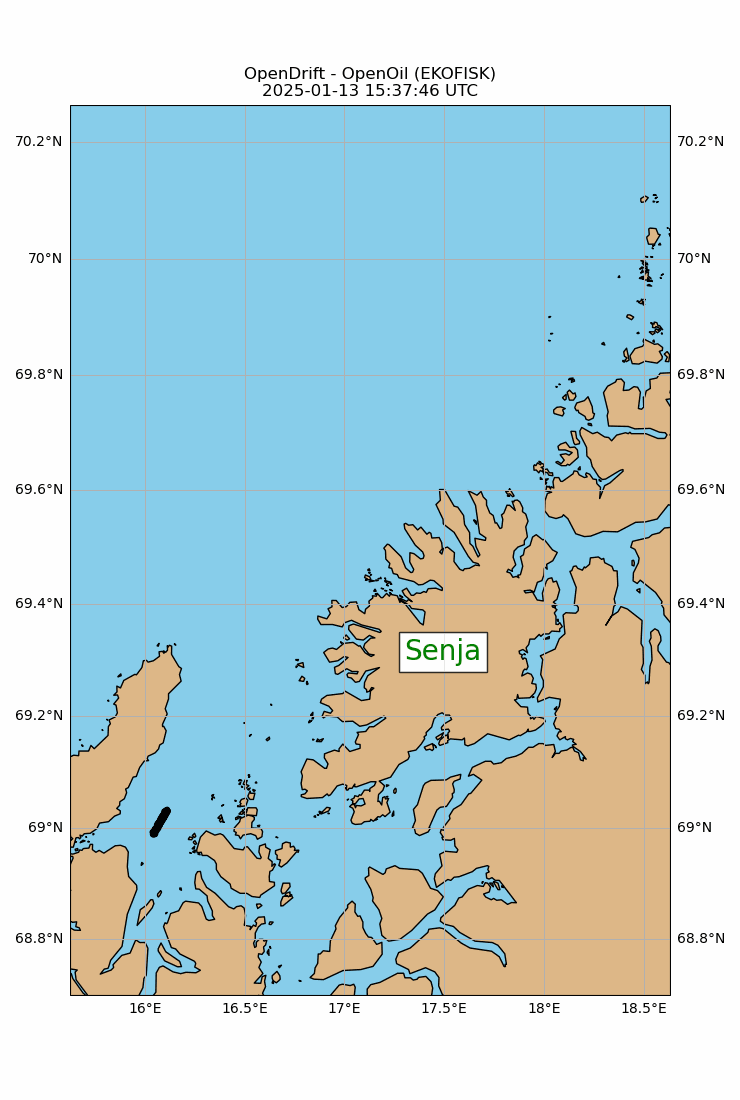 OpenDrift - OpenOil (EKOFISK)
2025-01-13 15:37:46 UTC
70.2°N 70.2°N
70°N 70°N
69.8°N 69.8°N
69.6°N 69.6°N
69.4°N 69.4°N
Senja
69.2°N 69.2°N
69°N 69°N
68.8°N 68.8°N
16°E 16.5°E 17°E 17.5°E 18°E 18.5°E